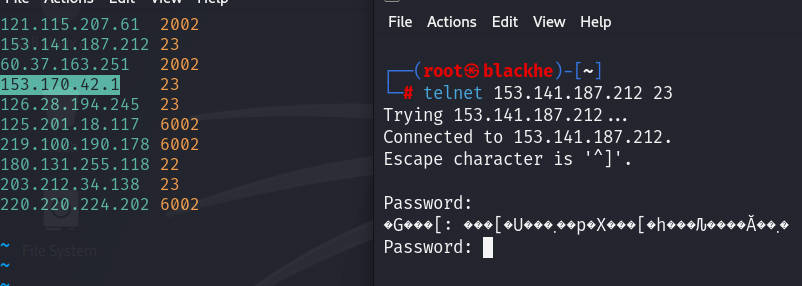 File Actions Edit View Help
121.115.207.61 2002
153.141.187.212 23
60.37.163.251 2002
153.170.42.1 23
126.28.194.245 23
125.201.18.117 6002
219.100.190.178 6002
180.131.255.118 22
203.212.34.138 23
220.220.224.202 6002
~
~
~
File System
File Actions Edit View Help
┌──(root㉿blackhe)-[~]
└─# telnet 153.141.187.212 23
Trying 153.141.187.212...
Connected to 153.141.187.212.
Escape character is '^]'.
Password:
�G���[: ���[�U���.��p�X���[�h���Ԉ����Ă��.�
Password: